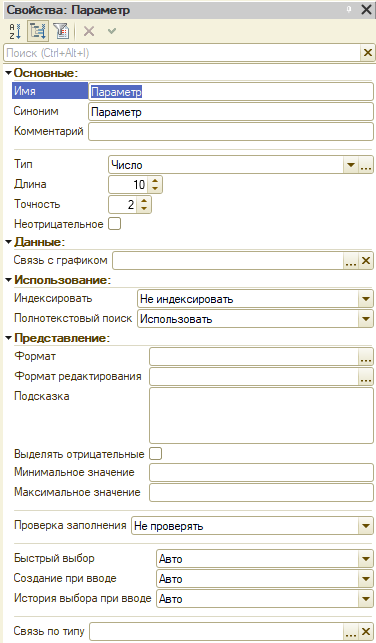 Свойства: Параметр
Поиск (Ctrl+Alt+I)
Основные:
Имя Параметр
Синоним Параметр
Комментарий
Тип Число
Длина 10
Точность 2
Неотрицательное
Данные:
Связь с графиком
Использование:
Индексировать Не индексировать
Полнотекстовый поиск Использовать
Представление:
Формат
Формат редактирования
Подсказка
Выделять отрицательные
Минимальное значение
Максимальное значение
Проверка заполнения Не проверять
Быстрый выбор Авто
Создание при вводе Авто
История выбора при вводе Авто
Связь по типу